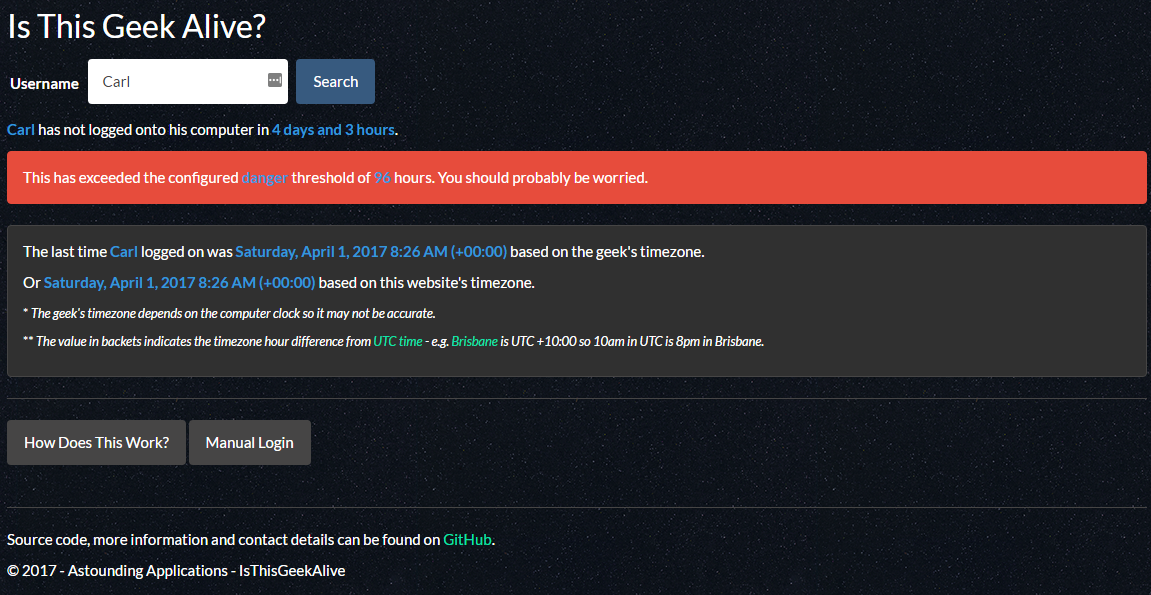 Is This Geek Alive?
Username Carl Search
Carl has not logged onto his computer in 4 days and 3 hours.
This has exceeded the configured danger threshold of 96 hours. You should probably be worried.
The last time Carl logged on was Saturday, April 1, 2017 8:26 AM (+00:00) based on the geek's timezone.
Or Saturday, April 1, 2017 8:26 AM (+00:00) based on this website's timezone.
* The geek's timezone depends on the computer clock so it may not be accurate.
** The value in backets indicates the timezone hour difference from UTC time - e.g. Brisbane is UTC +10:00 so 10am in UTC is 8pm in Brisbane.
How Does This Work? Manual Login
Source code, more information and contact details can be found on GitHub.
© 2017 - Astounding Applications - IsThisGeekAlive